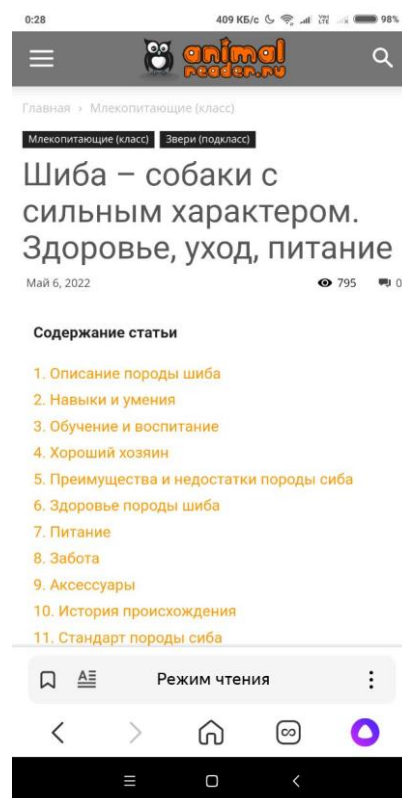 0:28 409 КБ/с 98%
animal
reader.ru
Главная › Млекопитающие (класс)
Млекопитающие (класс) Звери (подкласс)
Шиба – собаки с
сильным характером.
Здоровье, уход, питание
Май 6, 2022 795 0
Содержание статьи
1. Описание породы шиба
2. Навыки и умения
3. Обучение и воспитание
4. Хороший хозяин
5. Преимущества и недостатки породы сиба
6. Здоровье породы шиба
7. Питание
8. Забота
9. Аксессуары
10. История происхождения
11. Стандарт породы сиба
Режим чтения